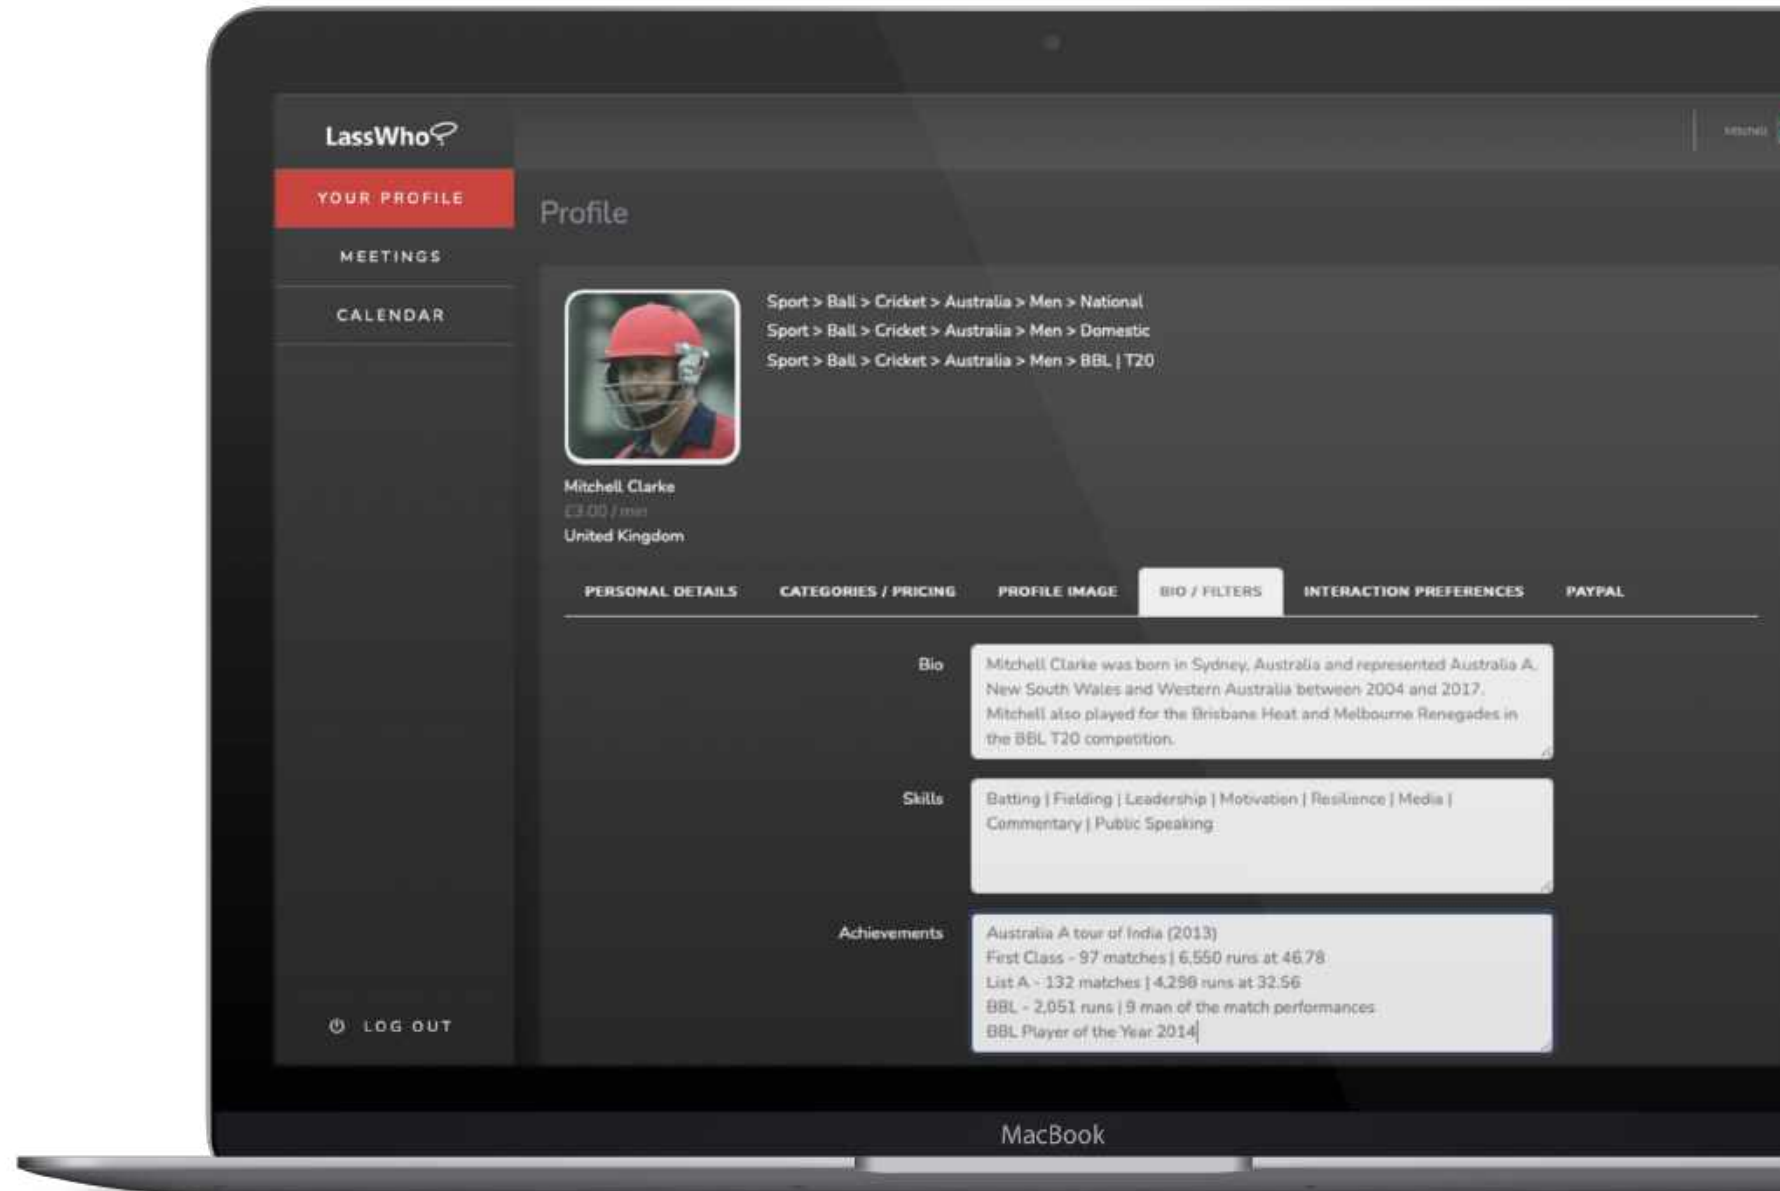 LassWho
Mitchell
YOUR PROFILE
MEETINGS
CALENDAR
LOG OUT
Profile
Sport > Ball > Cricket > Australia > Men > National
Sport > Ball > Cricket > Australia > Men > Domestic
Sport > Ball > Cricket > Australia > Men > BBL | T20
Mitchell Clarke
£3.00 / min
United Kingdom
PERSONAL DETAILS CATEGORIES / PRICING PROFILE IMAGE BIO / FILTERS INTERACTION PREFERENCES PAYPAL
Bio
Mitchell Clarke was born in Sydney, Australia and represented Australia A,
New South Wales and Western Australia between 2004 and 2017.
Mitchell also played for the Brisbane Heat and Melbourne Renegades in
the BBL T20 competition.
Skills
Batting | Fielding | Leadership | Motivation | Resilience | Media |
Commentary | Public Speaking
Achievements
Australia A tour of India (2013)
First Class - 97 matches | 6,550 runs at 46.78
List A - 132 matches | 4,298 runs at 32.56
BBL - 2,051 runs | 9 man of the match performances
BBL Player of the Year 2014
MacBook